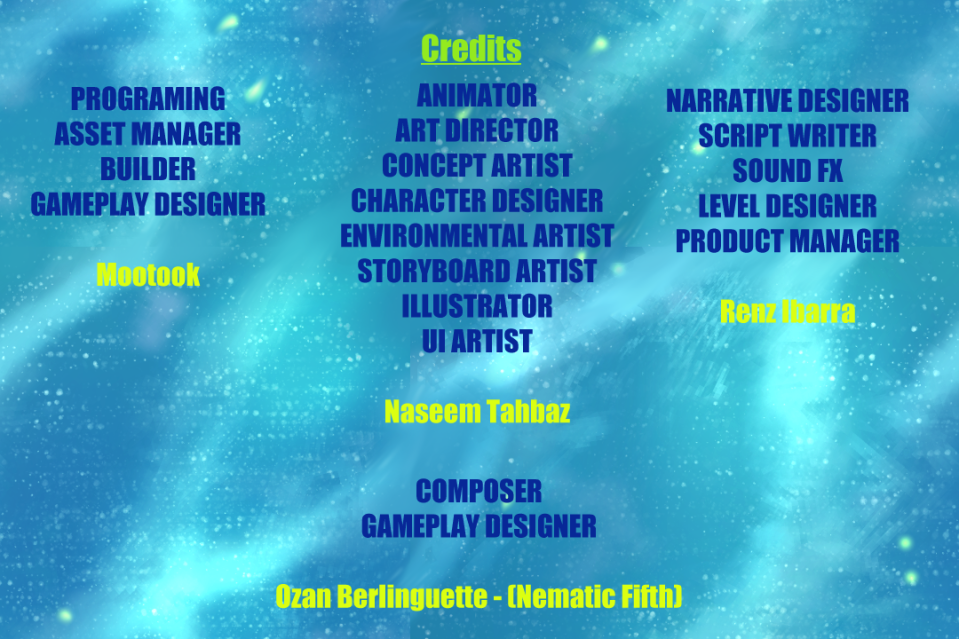 Credits
PROGRAMING
ASSET MANAGER
BUILDER
GAMEPLAY DESIGNER
Mootook
ANIMATOR
ART DIRECTOR
CONCEPT ARTIST
CHARACTER DESIGNER
ENVIRONMENTAL ARTIST
STORYBOARD ARTIST
ILLUSTRATOR
UI ARTIST
Naseem Tahbaz
NARRATIVE DESIGNER
SCRIPT WRITER
SOUND FX
LEVEL DESIGNER
PRODUCT MANAGER
Renz Ibarra
COMPOSER
GAMEPLAY DESIGNER
Ozan Berlinguette - (Nematic Fifth)